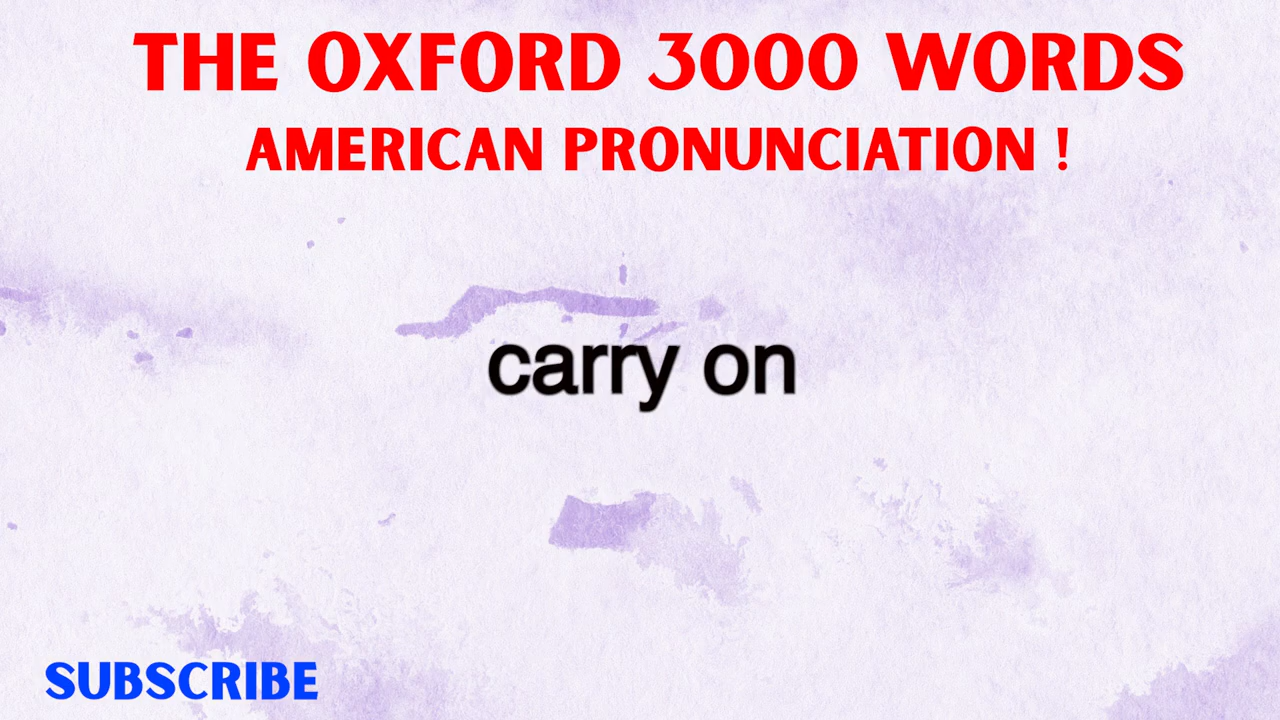 THE OXFORD 3000 WORDS
AMERICAN PRONUNCIATION !
carry on
SUBSCRIBE